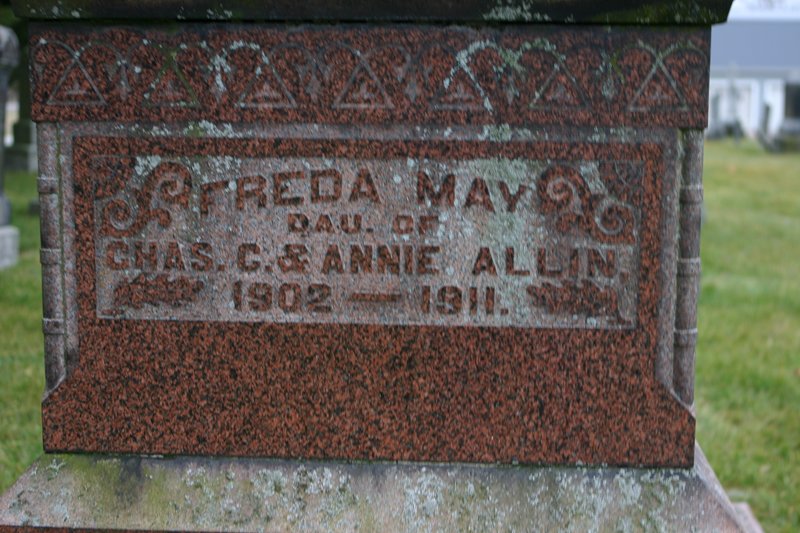 FREDA MAY
DAU. OF
CHAS. C. & ANNIE ALLIN.
1902 — 1911.